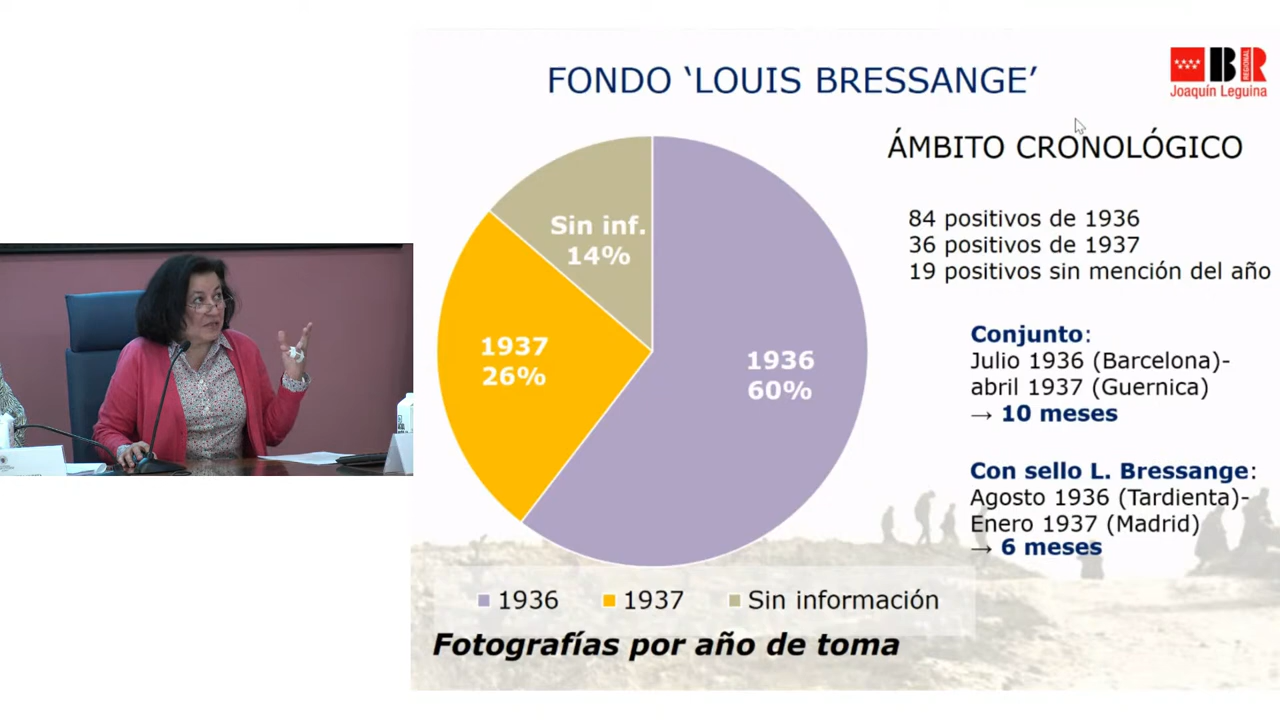 FONDO ‘LOUIS BRESSANGE’
BR
REGIONAL
Joaquín Leguina
ÁMBITO CRONOLÓGICO
84 positivos de 1936
36 positivos de 1937
19 positivos sin mención del año
Sin inf.
14%
1937
26%
1936
60%
Conjunto:
Julio 1936 (Barcelona)-
abril 1937 (Guernica)
→ 10 meses
Con sello L. Bressange:
Agosto 1936 (Tardienta)-
Enero 1937 (Madrid)
→ 6 meses
1936
1937
Sin información
Fotografías por año de toma